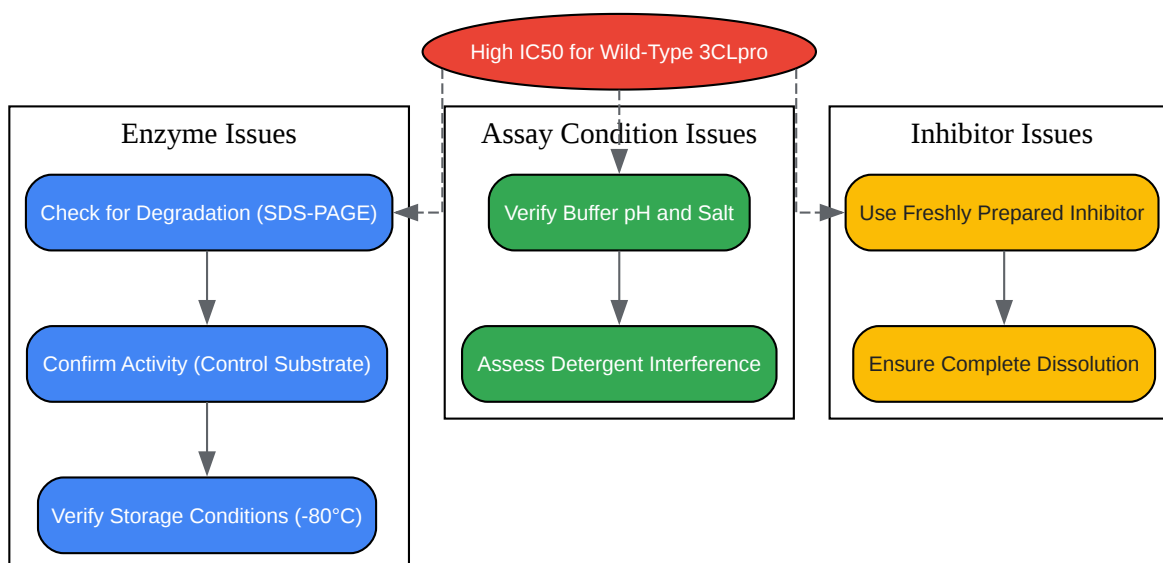 High IC50 for Wild-Type 3CLpro
Enzyme Issues
Check for Degradation (SDS-PAGE)
Confirm Activity (Control Substrate)
Verify Storage Conditions (-80°C)
Assay Condition Issues
Verify Buffer pH and Salt
Assess Detergent Interference
Inhibitor Issues
Use Freshly Prepared Inhibitor
Ensure Complete Dissolution